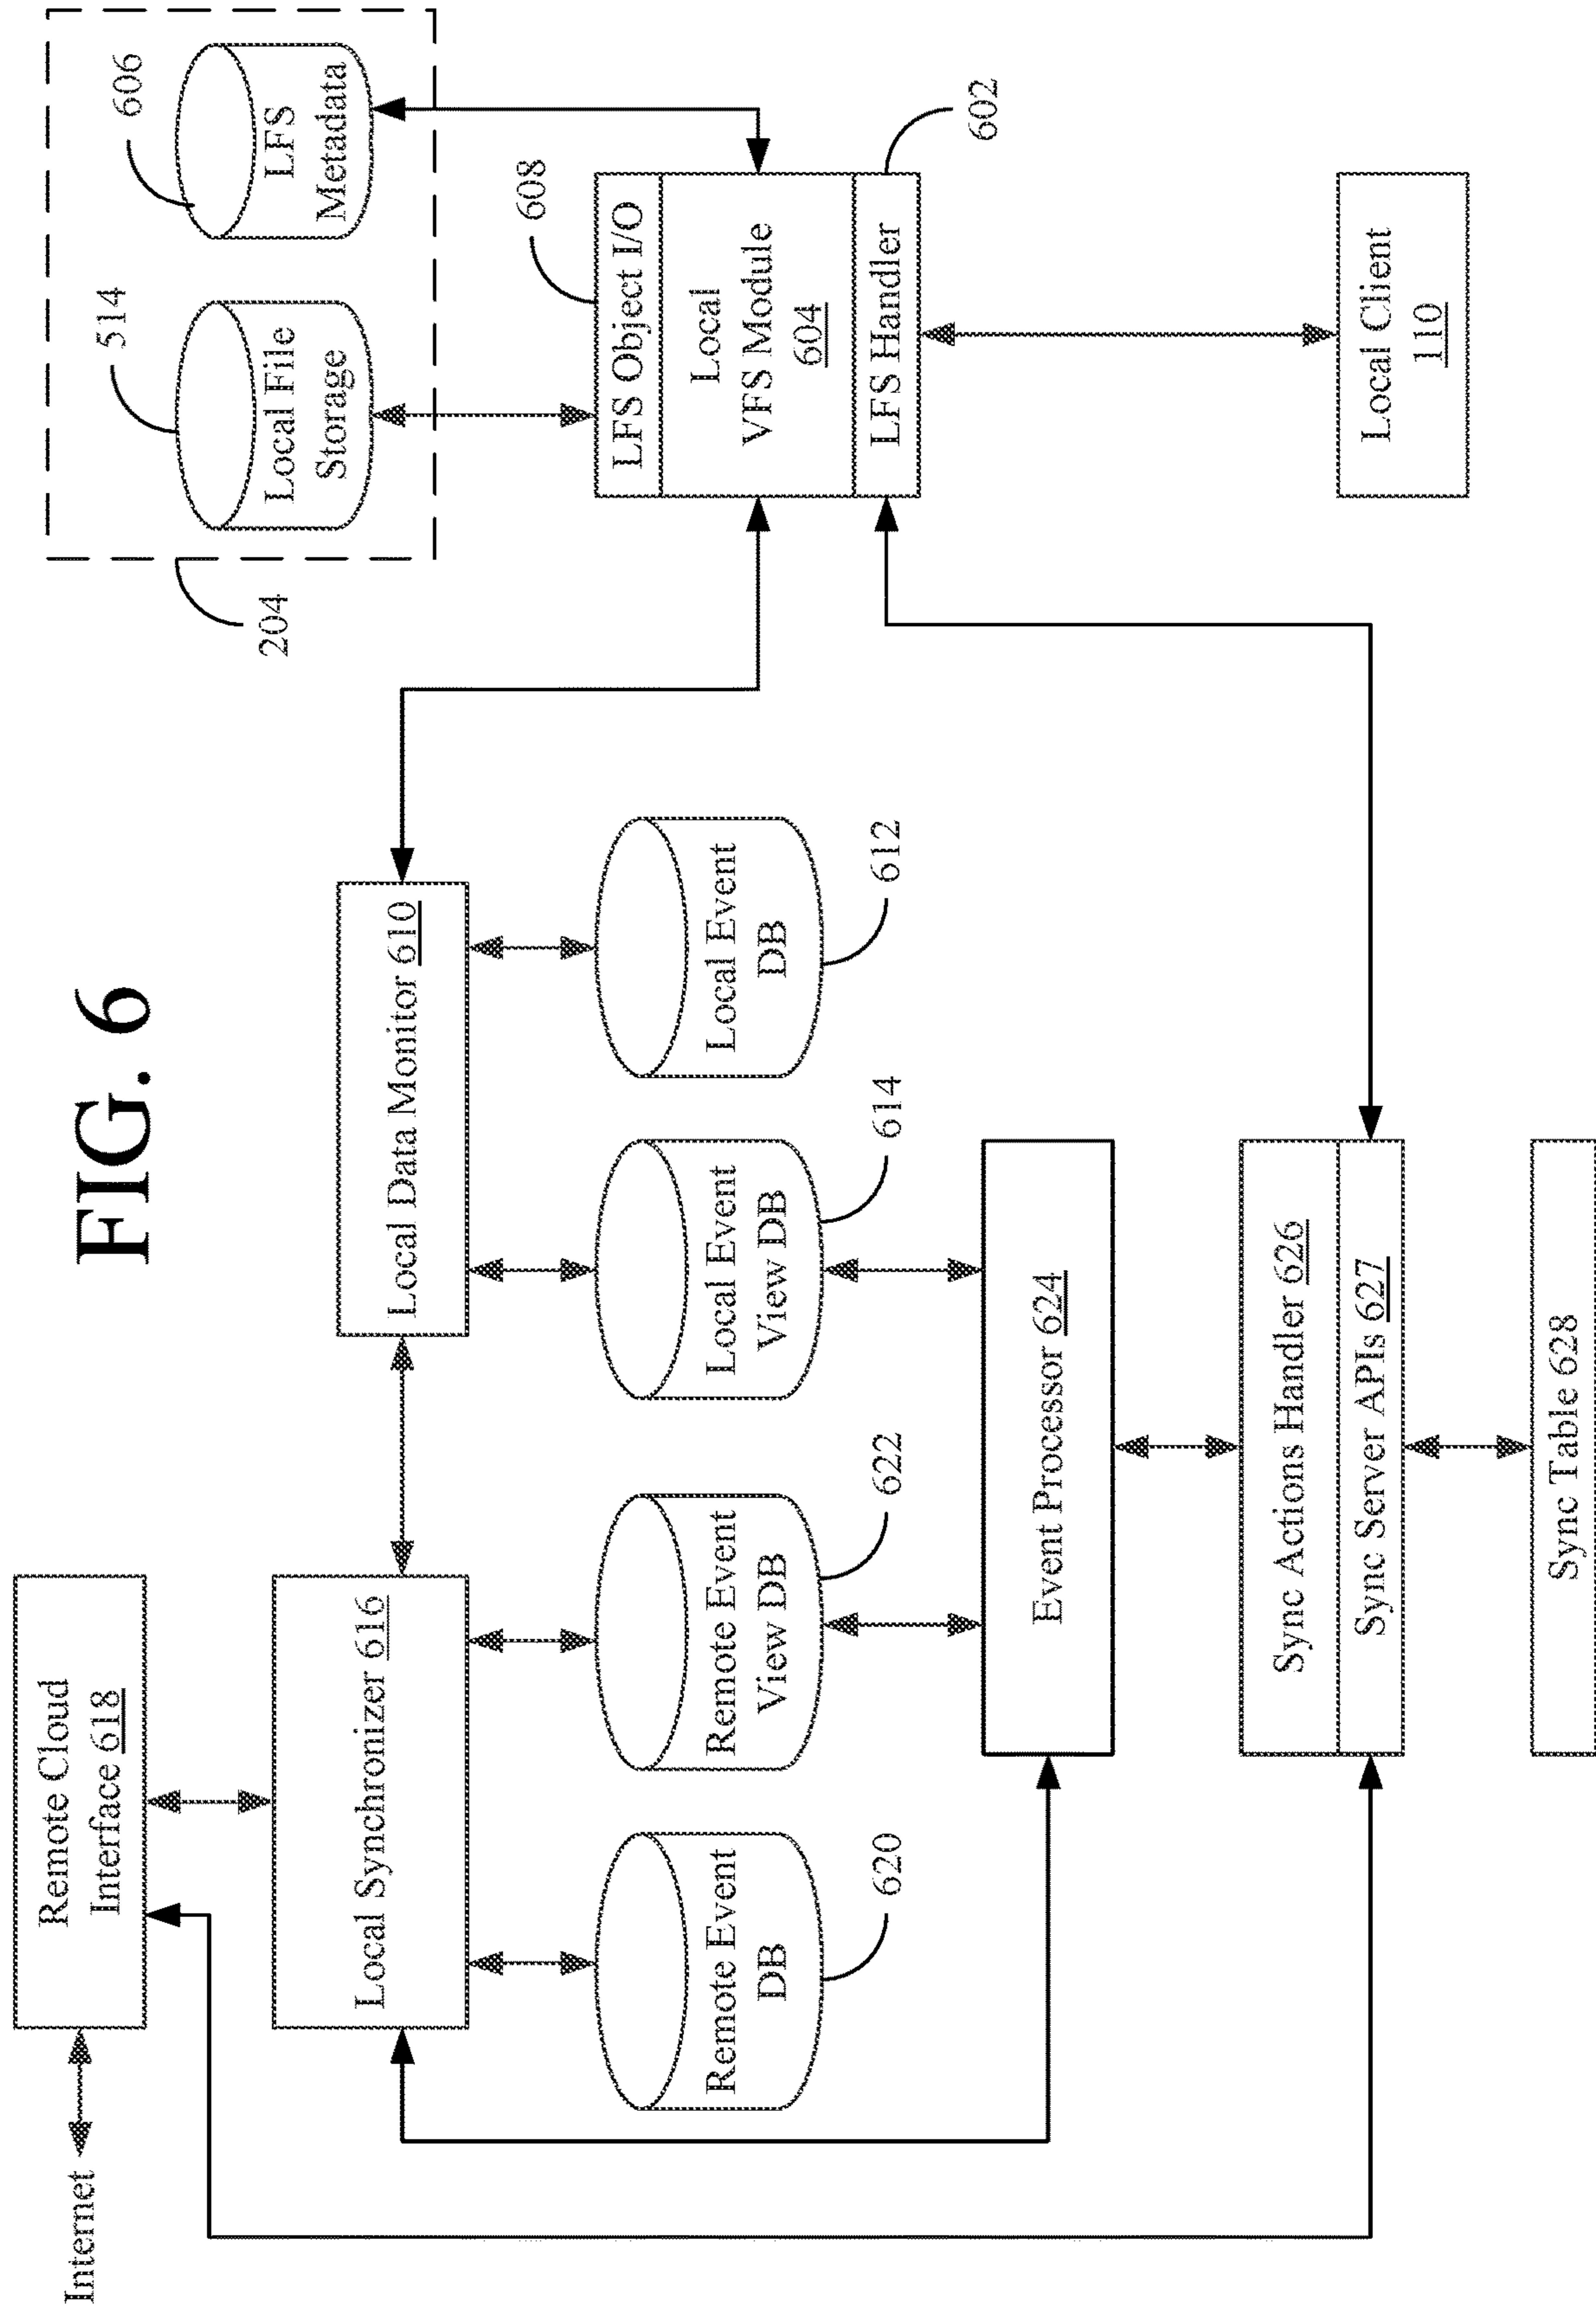 FIG. 6
Internet
Remote Cloud
Interface 618
Local Synchronizer 616
Local Data Monitor 610
Remote Event
DB
620
Remote Event
View DB
622
Local Event
View DB
614
Local Event
DB
612
Event Processor 624
Sync Actions Handler 626
Sync Server APIs 627
Sync Table 628
204
Local File
Storage
514
LFS
Metadata
606
608
LFS Object I/O
Local
VFS Module
604
LFS Handler
602
Local Client
110